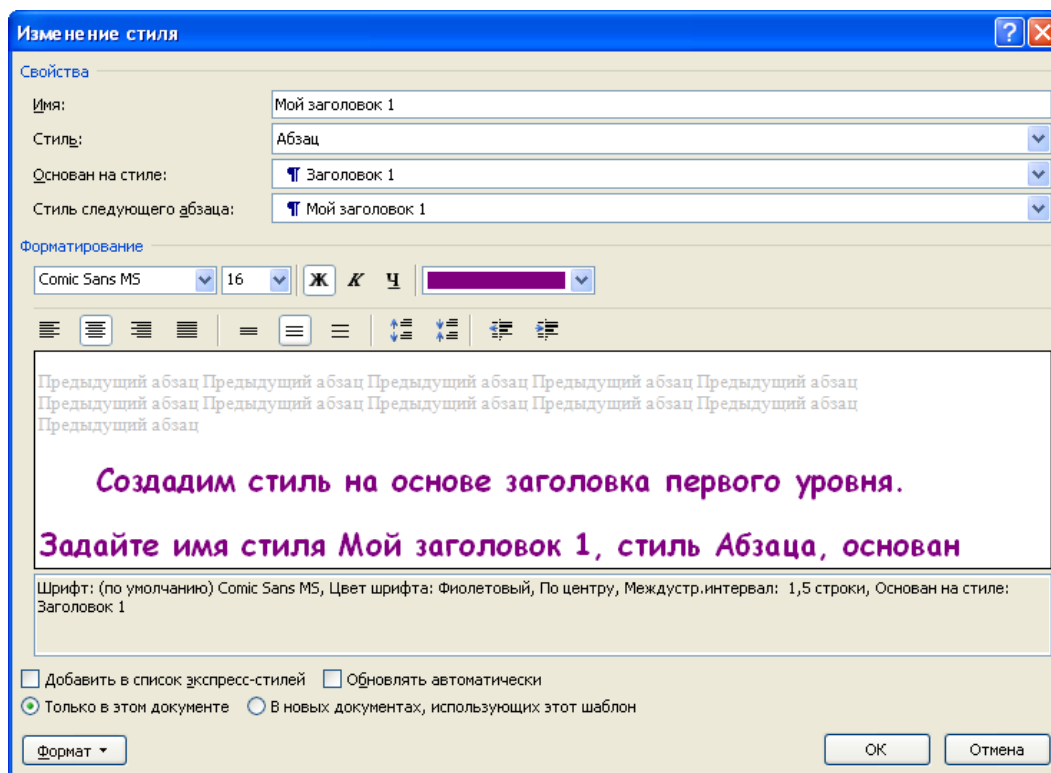 Изменение стиля
Свойства
Имя: Мой заголовок 1
Стиль: Абзац
Основан на стиле: ¶ Заголовок 1
Стиль следующего абзаца: ¶ Мой заголовок 1
Форматирование
Comic Sans MS 16 Ж К Ч
Предыдущий абзац Предыдущий абзац Предыдущий абзац Предыдущий абзац Предыдущий абзац
Предыдущий абзац Предыдущий абзац Предыдущий абзац Предыдущий абзац Предыдущий абзац
Предыдущий абзац
Создадим стиль на основе заголовка первого уровня.
Задайте имя стиля Мой заголовок 1, стиль Абзаца, основан
Шрифт: (по умолчанию) Comic Sans MS, Цвет шрифта: Фиолетовый, По центру, Междустр.интервал: 1,5 строки, Основан на стиле:
Заголовок 1
Добавить в список экспресс-стилей Обновлять автоматически
Только в этом документе В новых документах, использующих этот шаблон
Формат ОК Отмена